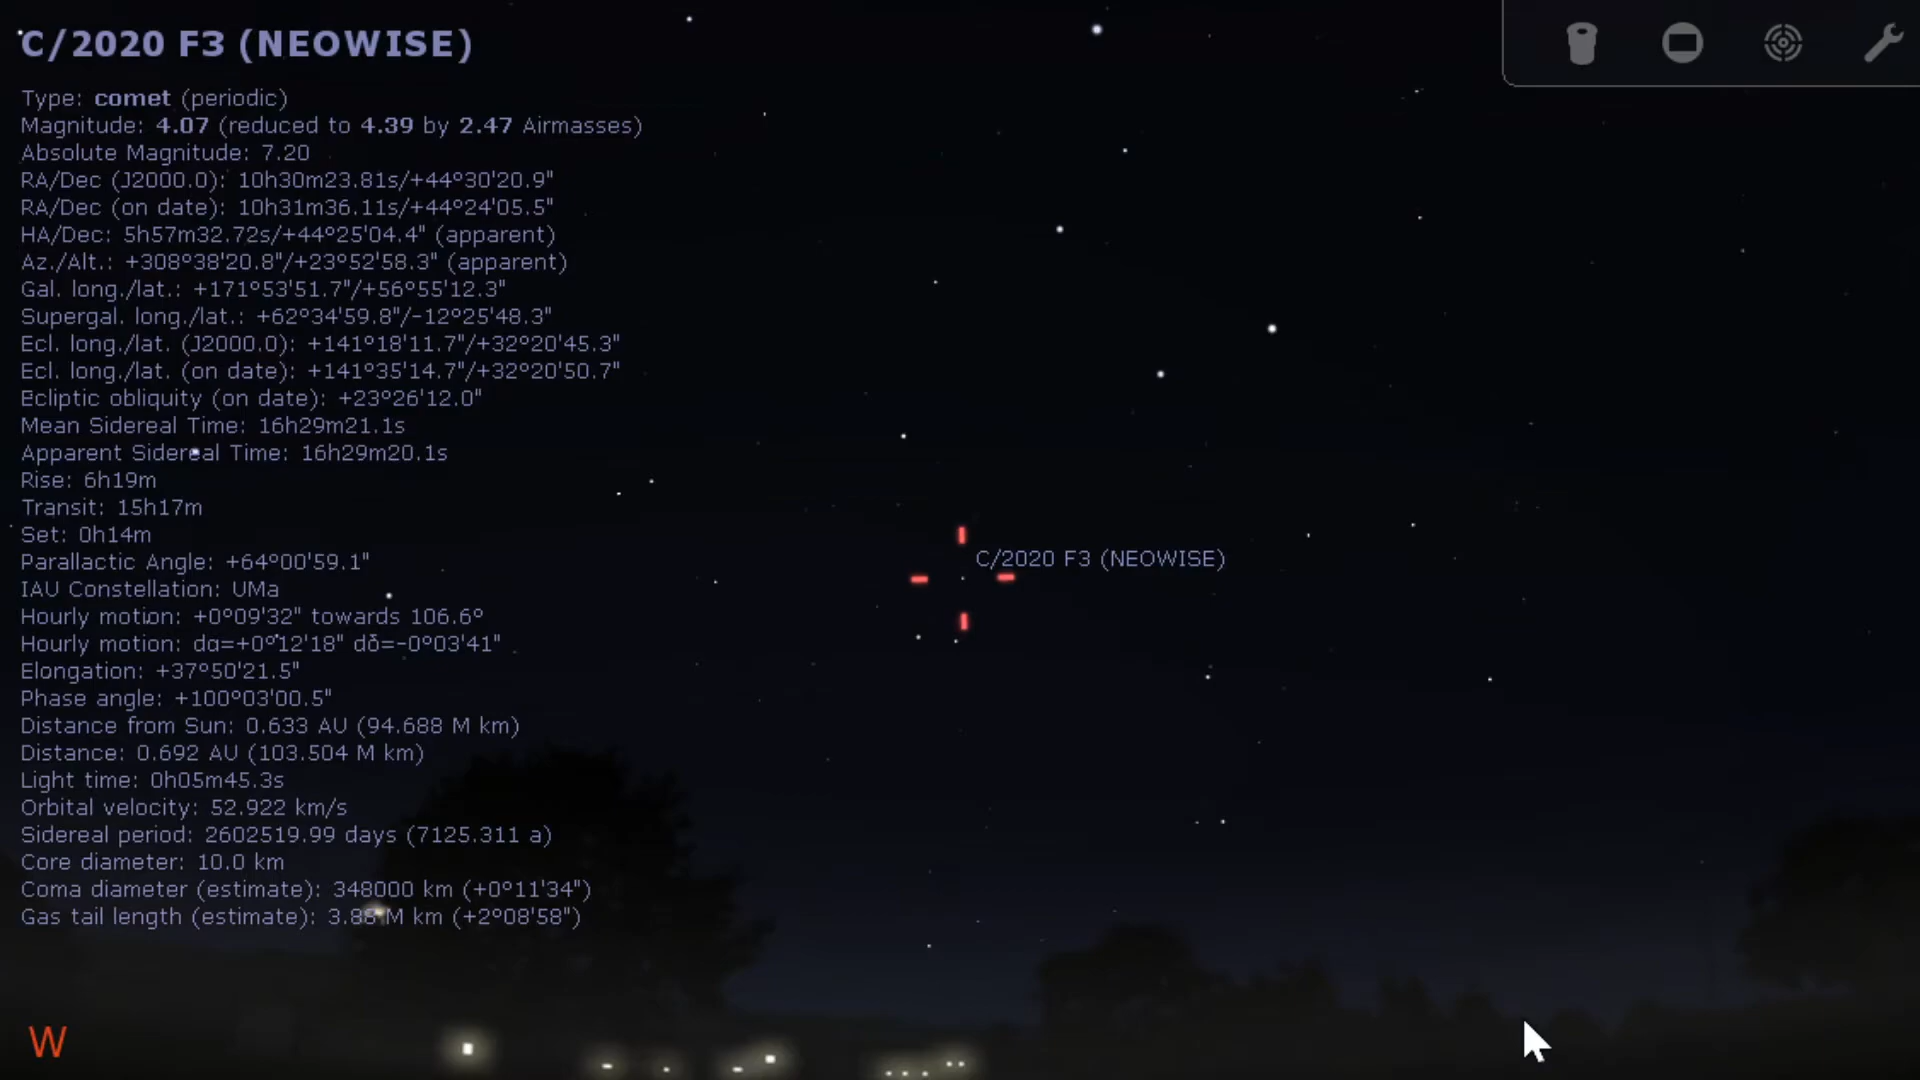 C/2020 F3 (NEOWISE)
Type: comet (periodic)
Magnitude: 4.07 (reduced to 4.39 by 2.47 Airmasses)
Absolute Magnitude: 7.20
RA/Dec (J2000.0): 10h30m23.81s/+44°30'20.9"
RA/Dec (on date): 10h31m36.11s/+44°24'05.5"
HA/Dec: 5h57m32.72s/+44°25'04.4" (apparent)
Az./Alt.: +308°38'20.8"/+23°52'58.3" (apparent)
Gal. long./lat.: +171°53'51.7"/+56°55'12.3"
Supergal. long./lat.: +62°34'59.8"/-12°25'48.3"
Ecl. long./lat. (J2000.0): +141°18'11.7"/+32°20'45.3"
Ecl. long./lat. (on date): +141°35'14.7"/+32°20'50.7"
Ecliptic obliquity (on date): +23°26'12.0"
Mean Sidereal Time: 16h29m21.1s
Apparent Sidereal Time: 16h29m20.1s
Rise: 6h19m
Transit: 15h17m
Set: 0h14m
Parallactic Angle: +64°00'59.1"
IAU Constellation: UMa
Hourly motion: +0°09'32" towards 106.6°
Hourly motion: dα=+0°12'18" dδ=-0°03'41"
Elongation: +37°50'21.5"
Phase angle: +100°03'00.5"
Distance from Sun: 0.633 AU (94.688 M km)
Distance: 0.692 AU (103.504 M km)
Light time: 0h05m45.3s
Orbital velocity: 52.922 km/s
Sidereal period: 2602519.99 days (7125.311 a)
Core diameter: 10.0 km
Coma diameter (estimate): 348000 km (+0°11'34")
Gas tail length (estimate): 3.88 M km (+2°08'58")
C/2020 F3 (NEOWISE)
W